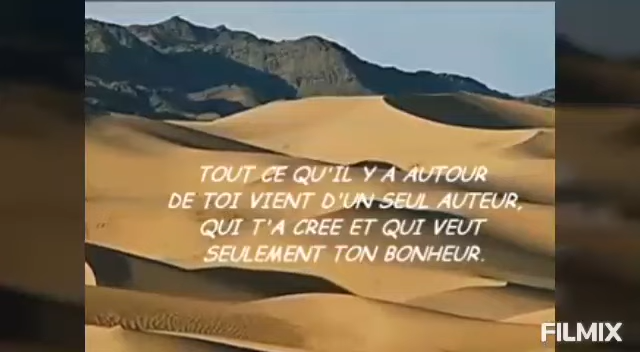 TOUT CE QU'IL Y A AUTOUR
DE TOI VIENT D'UN SEUL AUTEUR,
QUI T'A CREE ET QUI VEUT
SEULEMENT TON BONHEUR.
FILMIX